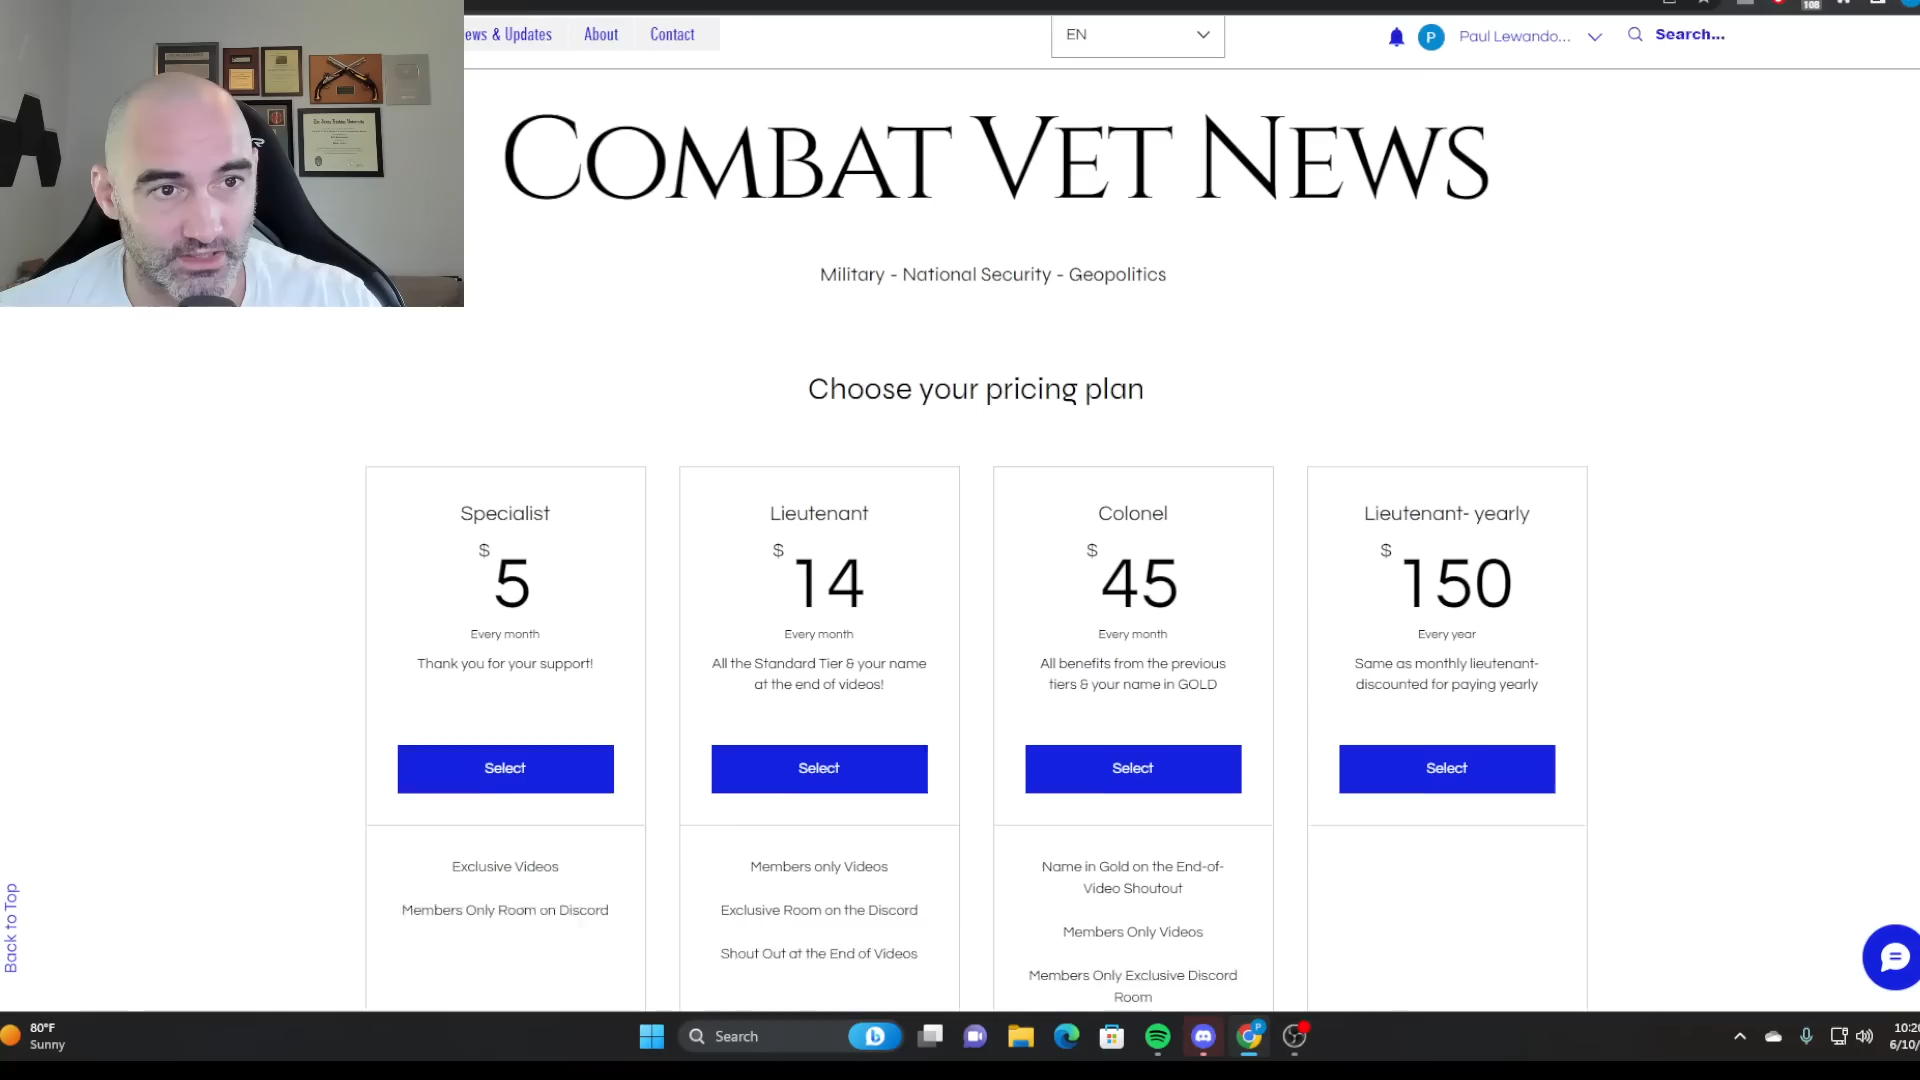 108
ews & Updates
About
Contact
EN
P
Paul Lewando...
Search...
COMBAT VET NEWS
Military - National Security - Geopolitics
Choose your pricing plan
Specialist
$
5
Every month
Thank you for your support!
Select
Exclusive Videos
Members Only Room on Discord
Lieutenant
$
14
Every month
All the Standard Tier & your name
at the end of videos!
Select
Members only Videos
Exclusive Room on the Discord
Shout Out at the End of Videos
Colonel
$
45
Every month
All benefits from the previous
tiers & your name in GOLD
Select
Name in Gold on the End-of-
Video Shoutout
Members Only Videos
Members Only Exclusive Discord
Room
Lieutenant- yearly
$
150
Every year
Same as monthly lieutenant-
discounted for paying yearly
Select
Back to Top
80°F
Sunny
Search
P
10:20
6/10/